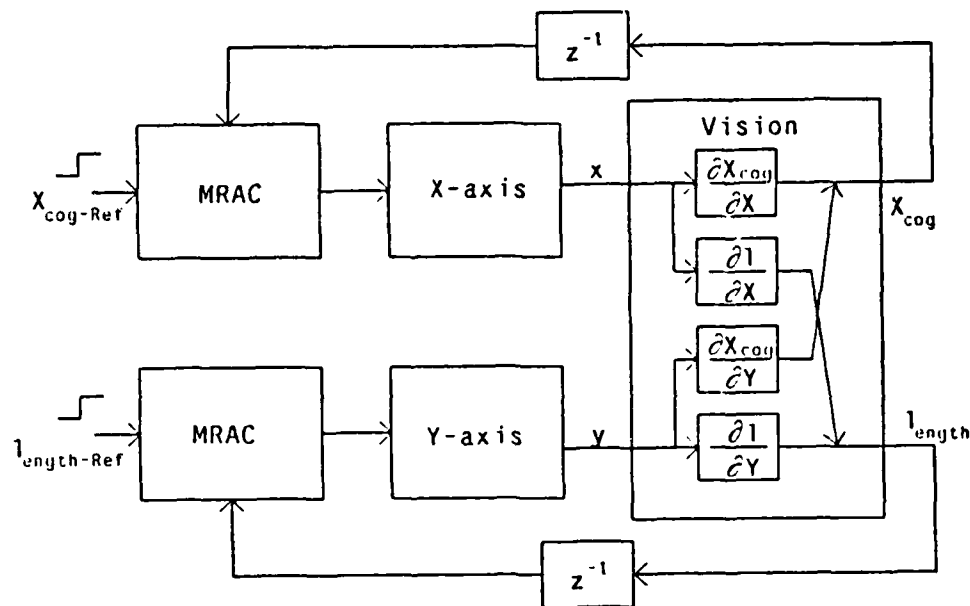 z⁻¹
Vision
MRAC
X-axis
x
∂X_cog
∂X
X_cog-Ref
X_cog
∂l
∂X
∂X_cog
∂Y
MRAC
Y-axis
y
∂l
∂Y
l_ength
l_ength-Ref
z⁻¹